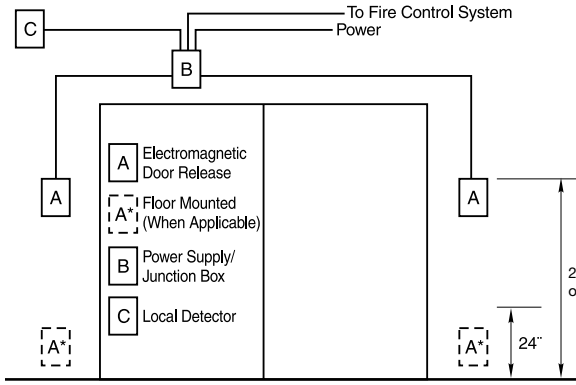 C
To Fire Control System
Power
B
A
Electromagnetic
Door Release
A*
Floor Mounted
(When Applicable)
B
Power Supply/
Junction Box
C
Local Detector
A
A
A*
24¨
A*